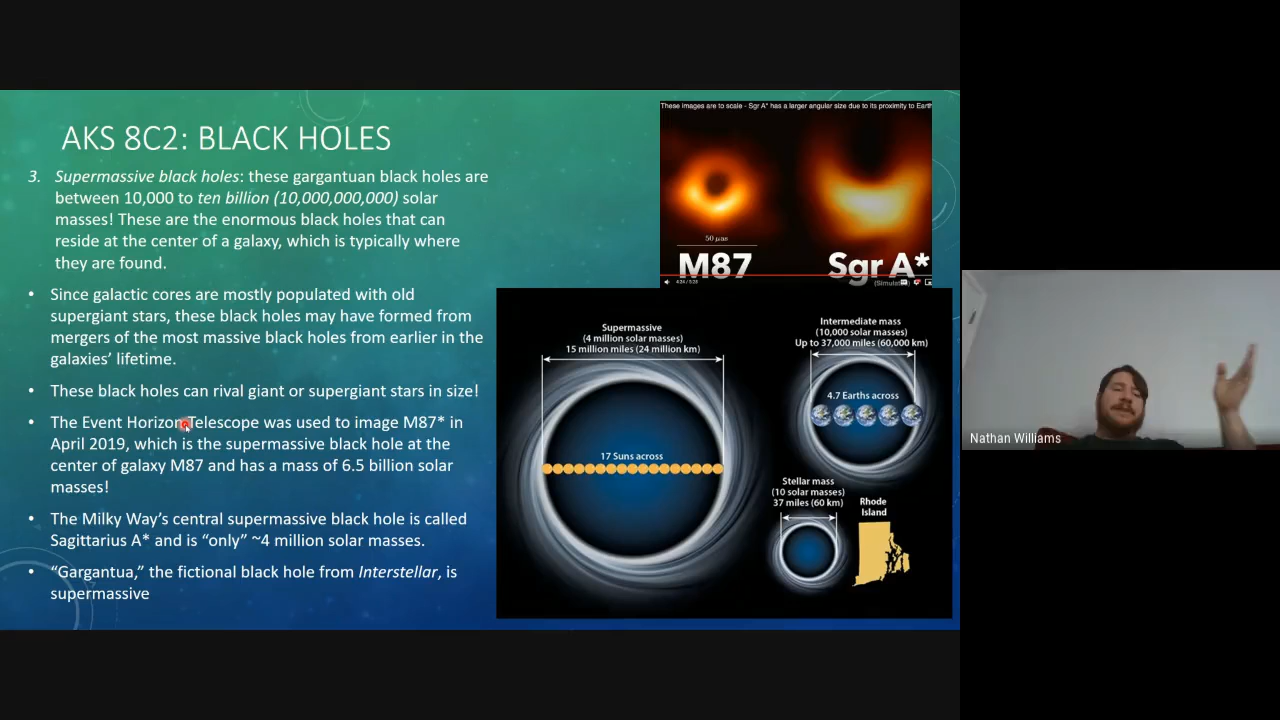 AKS 8C2: BLACK HOLES
3. Supermassive black holes: these gargantuan black holes are
between 10,000 to ten billion (10,000,000,000) solar
masses! These are the enormous black holes that can
reside at the center of a galaxy, which is typically where
they are found.
• Since galactic cores are mostly populated with old
supergiant stars, these black holes may have formed from
mergers of the most massive black holes from earlier in the
galaxies’ lifetime.
• These black holes can rival giant or supergiant stars in size!
• The Event Horizon Telescope was used to image M87* in
April 2019, which is the supermassive black hole at the
center of galaxy M87 and has a mass of 6.5 billion solar
masses!
• The Milky Way’s central supermassive black hole is called
Sagittarius A* and is “only” ~4 million solar masses.
• “Gargantua,” the fictional black hole from Interstellar, is
supermassive
These images are to scale - Sgr A* has a larger angular size due to its proximity to Earth
50 μas
M87
Sgr A*
Supermassive
(4 million solar masses)
15 million miles (24 million km)
17 Suns across
Intermediate mass
(10,000 solar masses)
Up to 37,000 miles (60,000 km)
4.7 Earths across
Stellar mass
(10 solar masses)
37 miles (60 km)
Rhode
Island
Nathan Williams